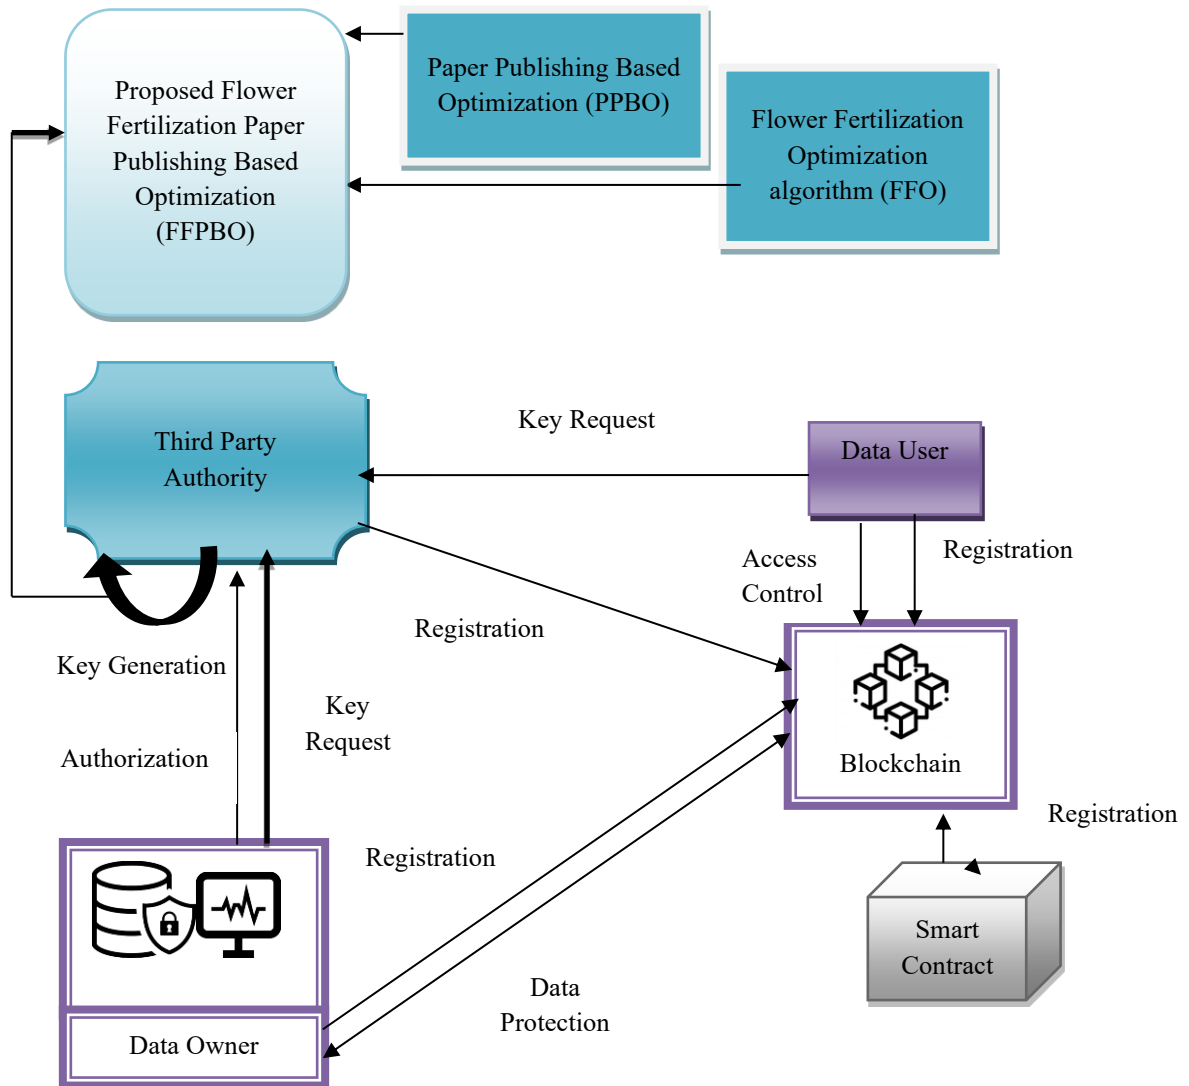 Proposed Flower
Fertilization Paper
Publishing Based
Optimization
(FFPBO)
Paper Publishing Based
Optimization (PPBO)
Flower Fertilization
Optimization
algorithm (FFO)
Third Party
Authority
Key Request
Data User
Access
Control
Registration
Registration
Key Generation
Key
Request
Authorization
Blockchain
Registration
Registration
Smart
Contract
Data
Protection
Data Owner